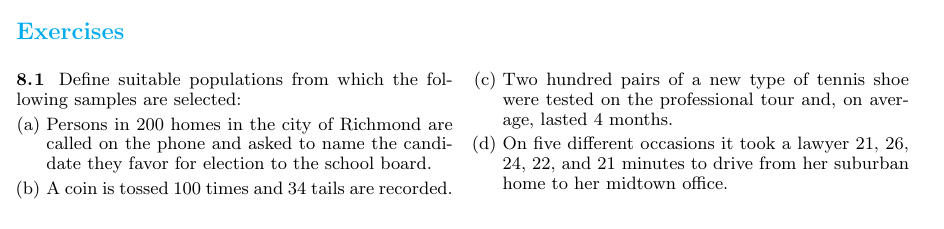 Exercises
8.1 Define suitable populations from which the fol-
lowing samples are selected:
(a) Persons in 200 homes in the city of Richmond are
called on the phone and asked to name the candi-
date they favor for election to the school board.
(b) A coin is tossed 100 times and 34 tails are recorded.
(c) Two hundred pairs of a new type of tennis shoe
were tested on the professional tour and, on aver-
age, lasted 4 months.
(d) On five different occasions it took a lawyer 21, 26,
24, 22, and 21 minutes to drive from her suburban
home to her midtown office.